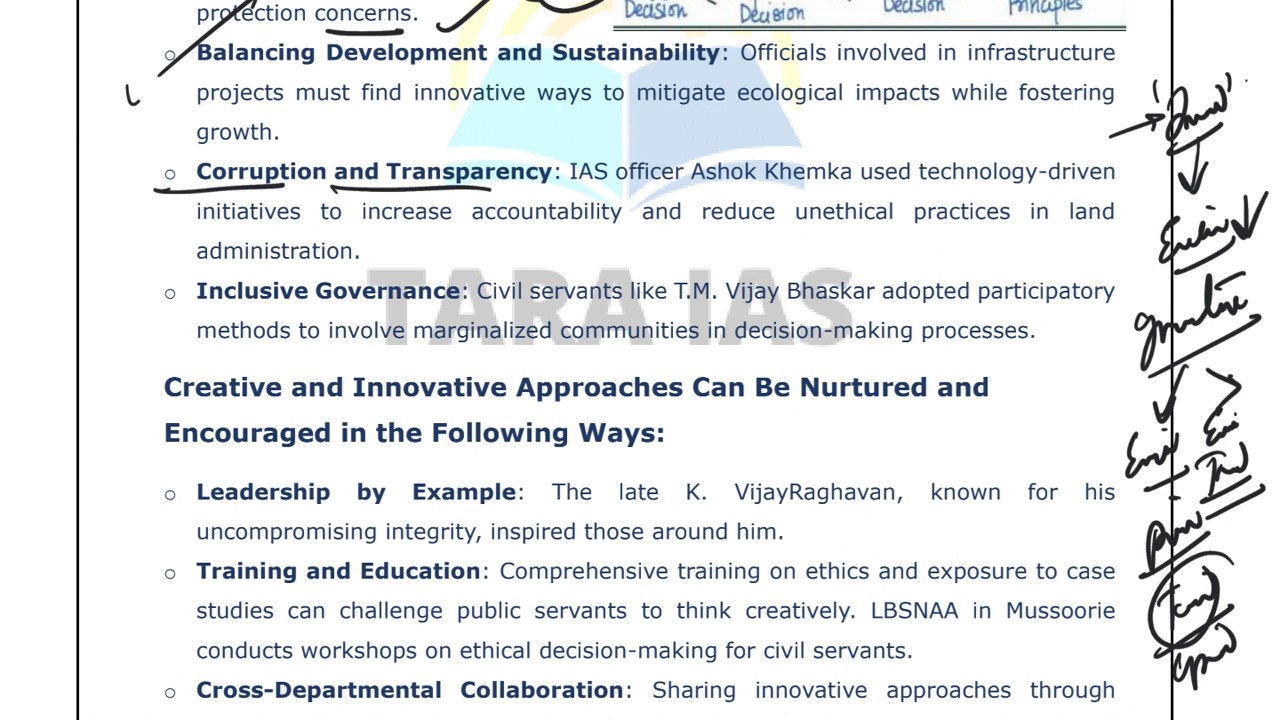 protection concerns.
Decision Decision Decision Principles
Balancing Development and Sustainability: Officials involved in infrastructure
projects must find innovative ways to mitigate ecological impacts while fostering
growth.
Corruption and Transparency: IAS officer Ashok Khemka used technology-driven
initiatives to increase accountability and reduce unethical practices in land
administration.
TARA IAS
Inclusive Governance: Civil servants like T.M. Vijay Bhaskar adopted participatory
methods to involve marginalized communities in decision-making processes.
Creative and Innovative Approaches Can Be Nurtured and
Encouraged in the Following Ways:
Leadership by Example: The late K. VijayRaghavan, known for his
uncompromising integrity, inspired those around him.
Training and Education: Comprehensive training on ethics and exposure to case
studies can challenge public servants to think creatively. LBSNAA in Mussoorie
conducts workshops on ethical decision-making for civil servants.
Cross-Departmental Collaboration: Sharing innovative approaches through